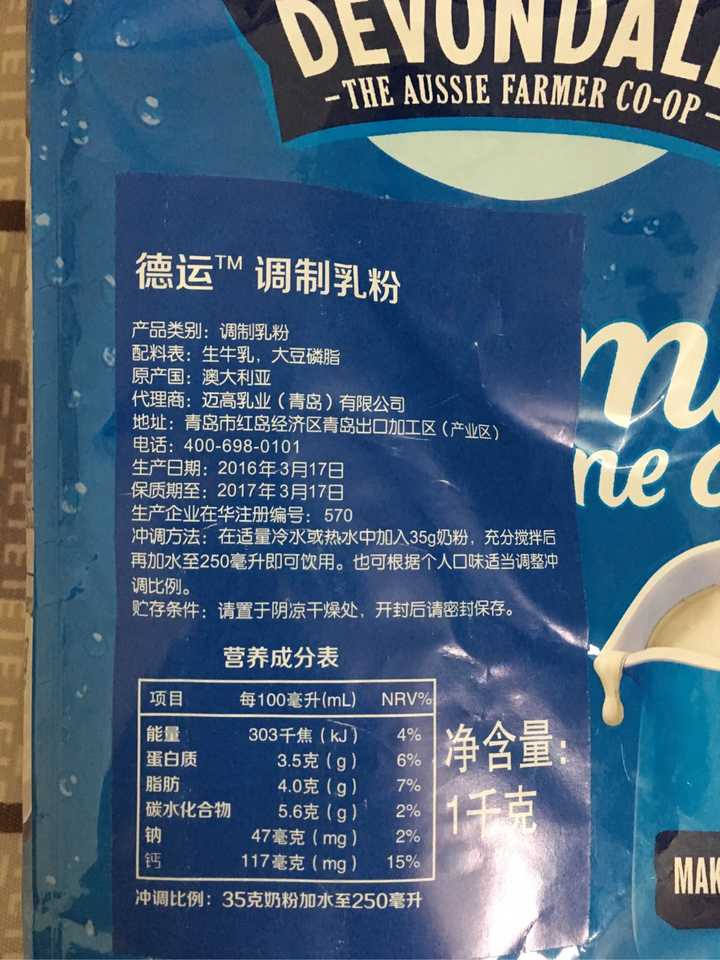 DEVONDAL
-THE AUSSIE FARMER CO-OP-
德运™ 调制乳粉
产品类别：调制乳粉
配料表：生牛乳，大豆磷脂
原产国：澳大利亚
代理商：迈高乳业（青岛）有限公司
地址：青岛市红岛经济区青岛出口加工区（产业区）
电话：400-698-0101
生产日期：2016年3月17日
保质期至：2017年3月17日
生产企业在华注册编号：570
冲调方法：在适量冷水或热水中加入35g奶粉，充分搅拌后
再加水至250毫升即可饮用。也可根据个人口味适当调整冲
调比例。
贮存条件：请置于阴凉干燥处，开封后请密封保存。
营养成分表
项目 每100毫升(mL) NRV%
能量 303千焦（kJ） 4%
蛋白质 3.5克（g） 6%
脂肪 4.0克（g） 7%
碳水化合物 5.6克（g） 2%
钠 47毫克（mg） 2%
钙 117毫克（mg） 15%
冲调比例：35克奶粉加水至250毫升
净含量：
1千克
ne c
MAK